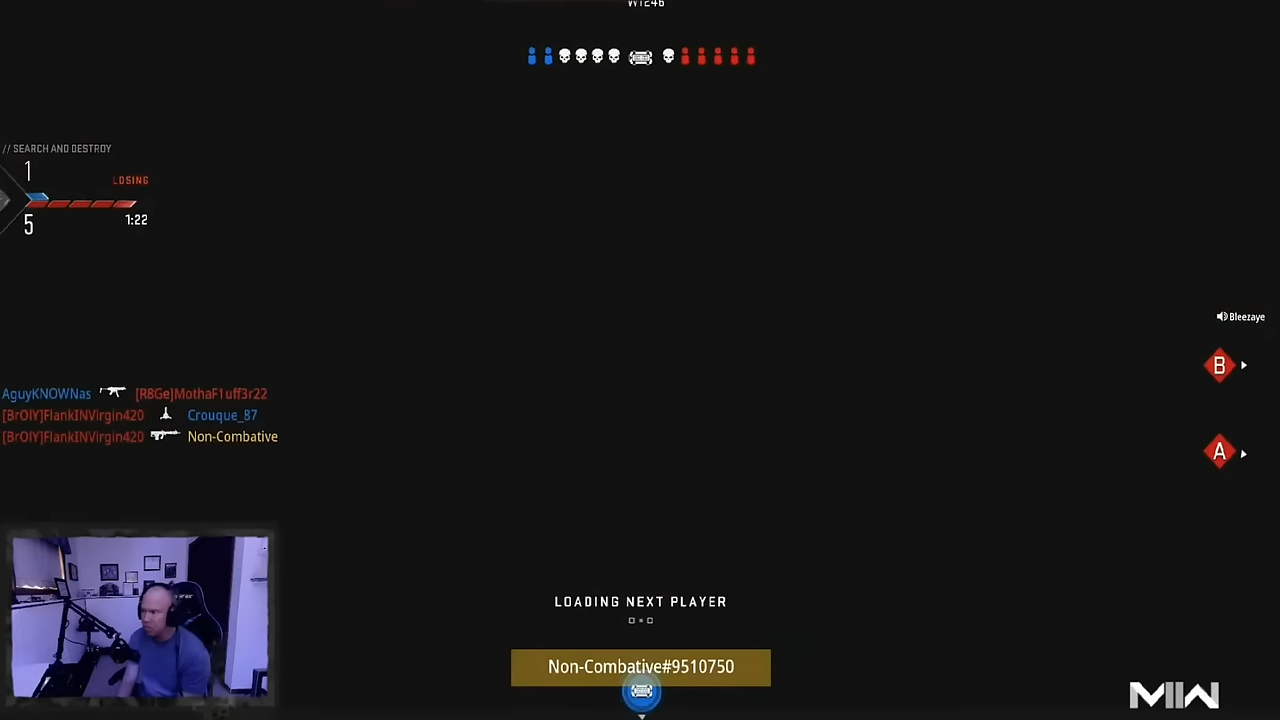 // SEARCH AND DESTROY
1
LOSING
5
1:22
Bleezaye
B
AguyKNOWNas [R8Ge]MothaF1uff3r22
[BrOlY]FlankINVirgin420 Crouque_87
[BrOlY]FlankINVirgin420 Non-Combative
A
LOADING NEXT PLAYER
Non-Combative#9510750
MW